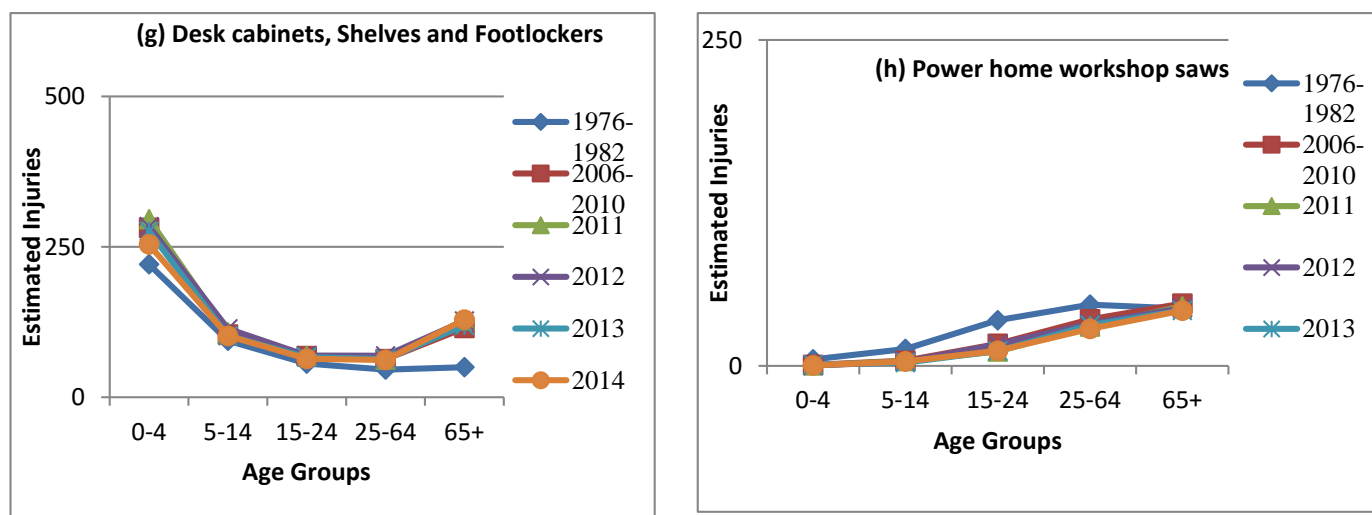 (g) Desk cabinets, Shelves and Footlockers
500
250
0
Estimated Injuries
0-4 5-14 15-24 25-64 65+
Age Groups
1976-
1982
2006-
2010
2011
2012
2013
2014
(h) Power home workshop saws
250
0
Estimated Injuries
0-4 5-14 15-24 25-64 65+
Age Groups
1976-
1982
2006-
2010
2011
2012
2013